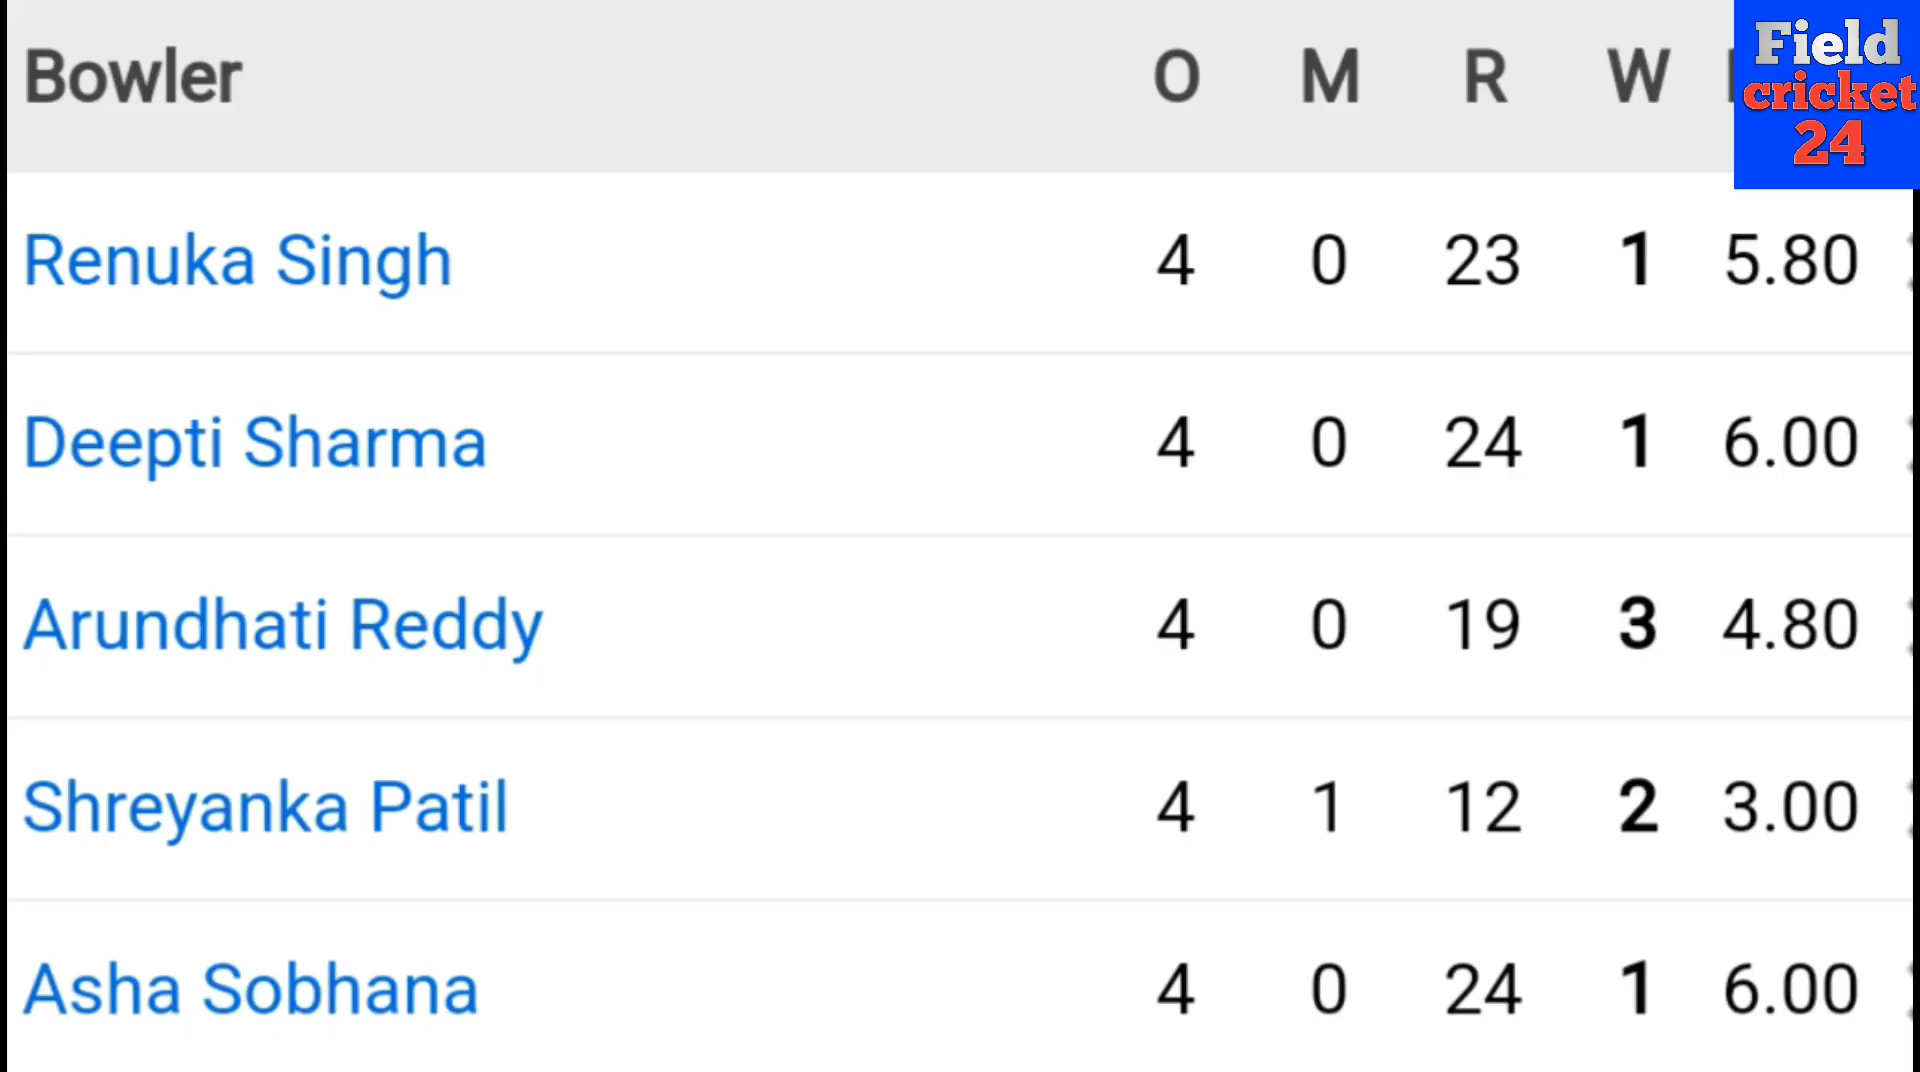 Bowler O M R W
Field
cricket
24
Renuka Singh 4 0 23 1 5.80
Deepti Sharma 4 0 24 1 6.00
Arundhati Reddy 4 0 19 3 4.80
Shreyanka Patil 4 1 12 2 3.00
Asha Sobhana 4 0 24 1 6.00